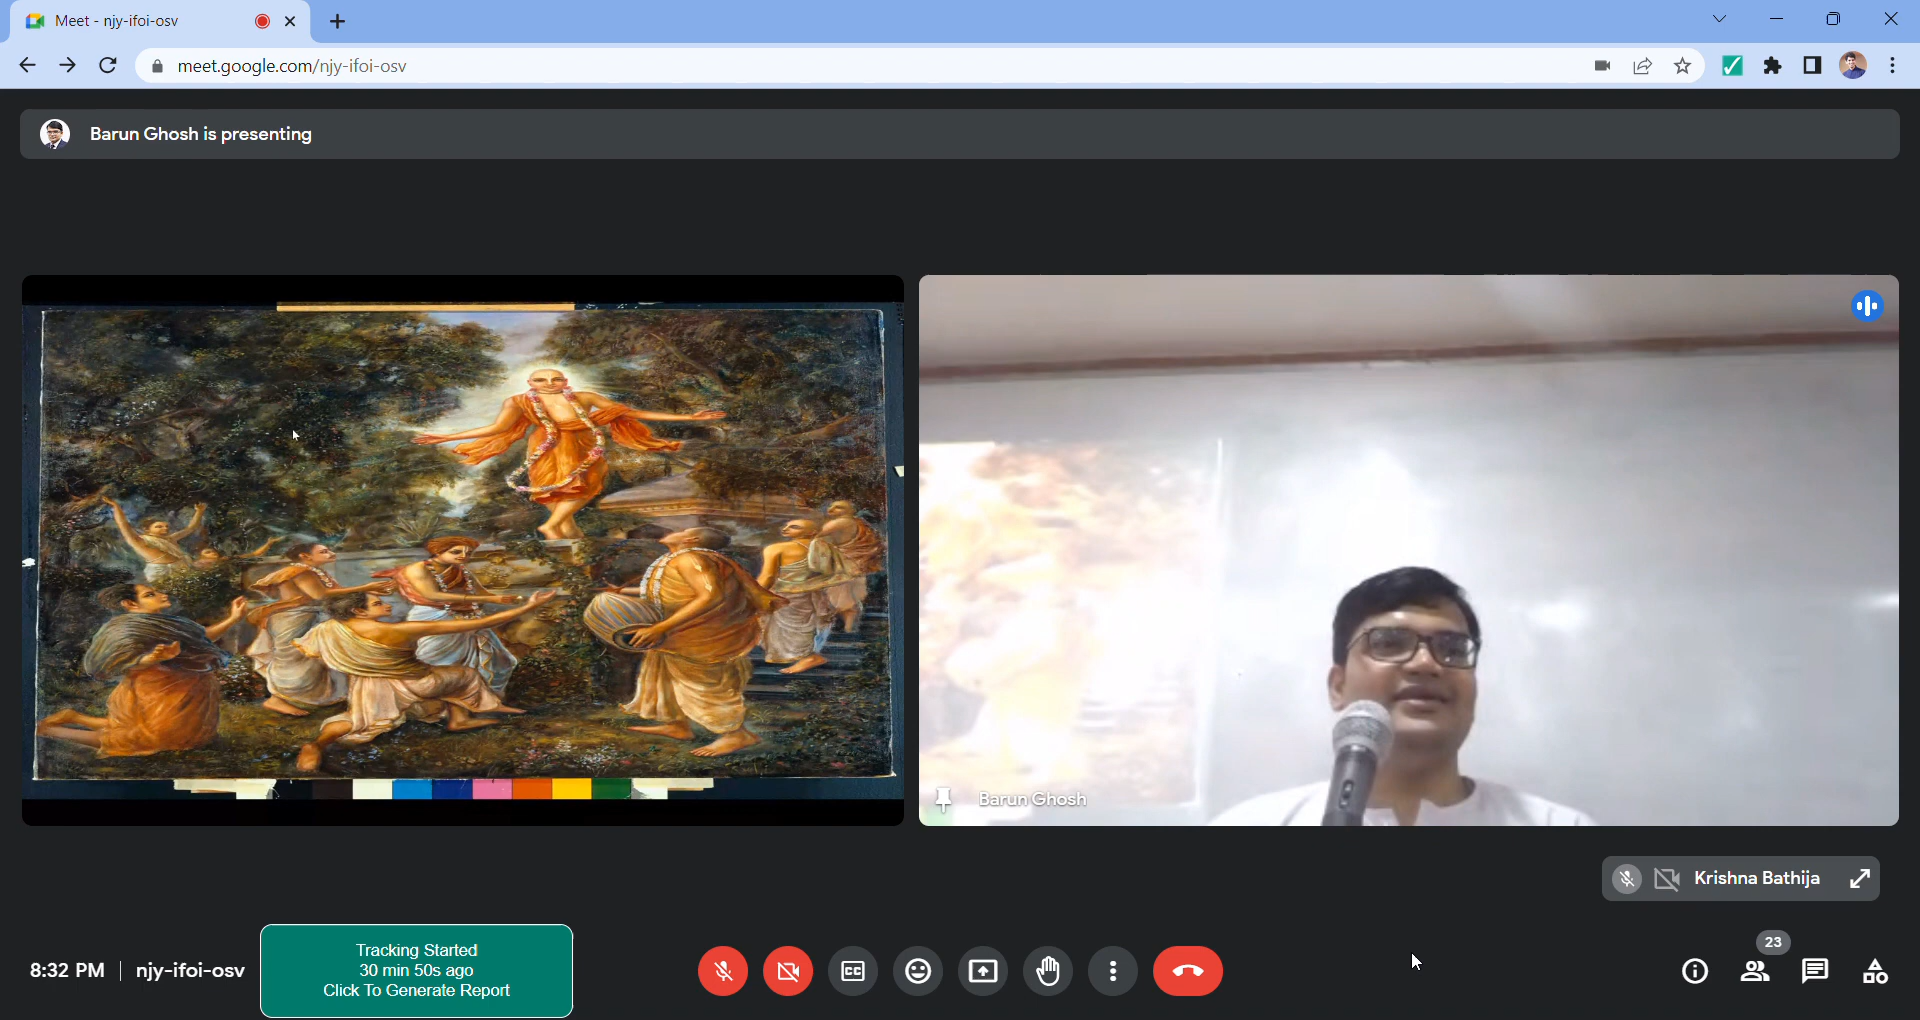 Meet - njy-ifoi-osv
meet.google.com/njy-ifoi-osv
Barun Ghosh is presenting
Barun Ghosh
Krishna Bathija
8:32 PM | njy-ifoi-osv
Tracking Started
30 min 50s ago
Click To Generate Report
CC
23